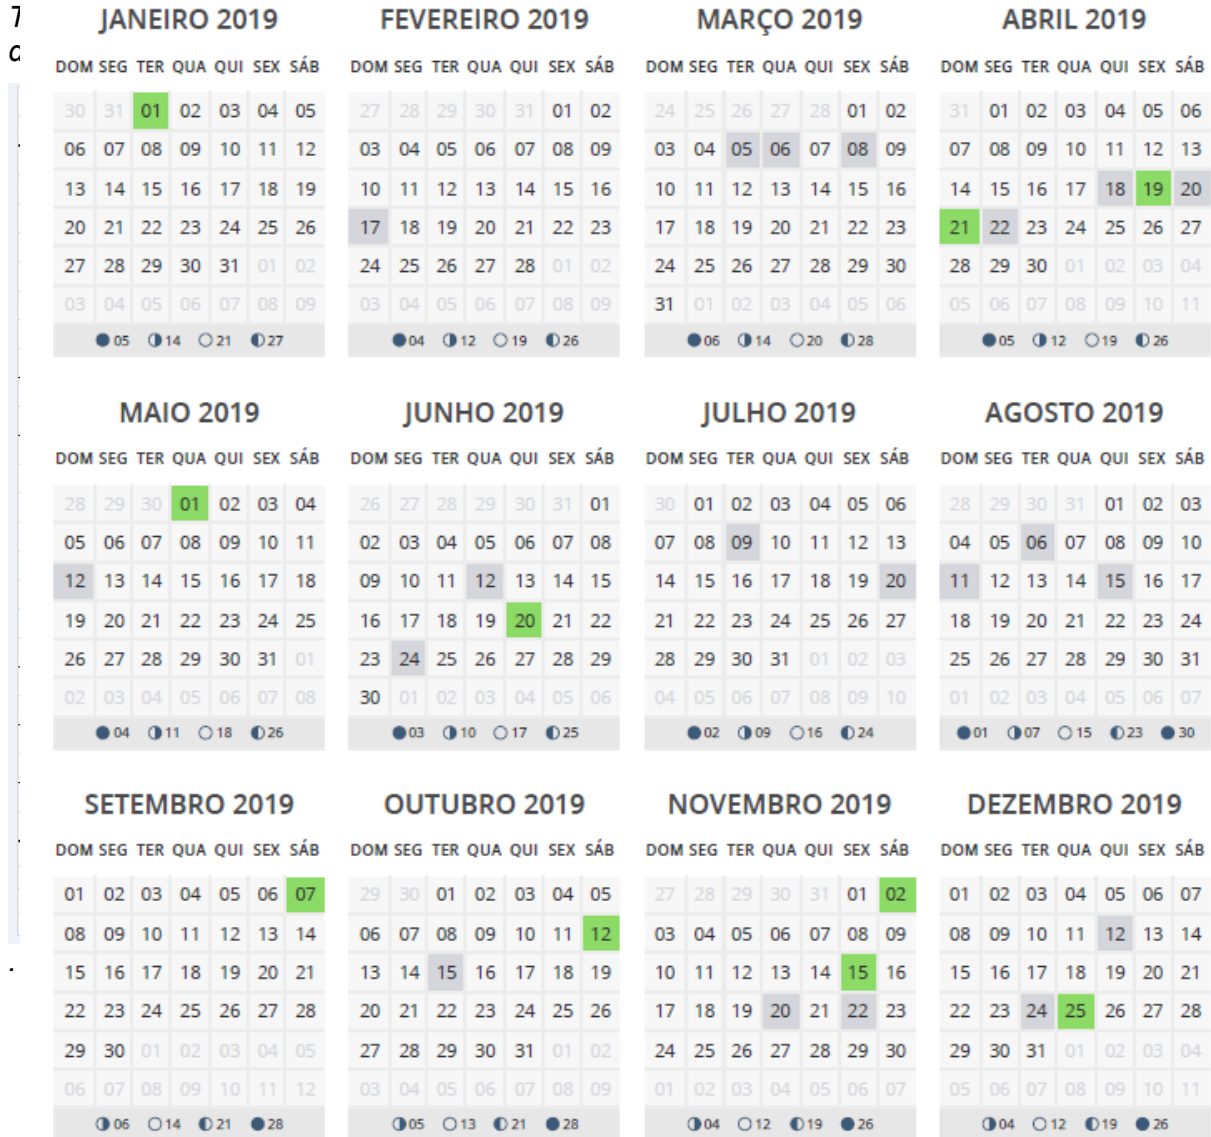 JANEIRO 2019
DOM SEG TER QUA QUI SEX SÁB
30 31 01 02 03 04 05
06 07 08 09 10 11 12
13 14 15 16 17 18 19
20 21 22 23 24 25 26
27 28 29 30 31 01 02
03 04 05 06 07 08 09
05 14 21 27
FEVEREIRO 2019
DOM SEG TER QUA QUI SEX SÁB
27 28 29 30 31 01 02
03 04 05 06 07 08 09
10 11 12 13 14 15 16
17 18 19 20 21 22 23
24 25 26 27 28 01 02
03 04 05 06 07 08 09
04 12 19 26
MARÇO 2019
DOM SEG TER QUA QUI SEX SÁB
24 25 26 27 28 01 02
03 04 05 06 07 08 09
10 11 12 13 14 15 16
17 18 19 20 21 22 23
24 25 26 27 28 29 30
31 01 02 03 04 05 06
06 14 20 28
ABRIL 2019
DOM SEG TER QUA QUI SEX SÁB
31 01 02 03 04 05 06
07 08 09 10 11 12 13
14 15 16 17 18 19 20
21 22 23 24 25 26 27
28 29 30 01 02 03 04
05 06 07 08 09 10 11
05 12 19 26
MAIO 2019
DOM SEG TER QUA QUI SEX SÁB
28 29 30 01 02 03 04
05 06 07 08 09 10 11
12 13 14 15 16 17 18
19 20 21 22 23 24 25
26 27 28 29 30 31 01
02 03 04 05 06 07 08
04 11 18 26
JUNHO 2019
DOM SEG TER QUA QUI SEX SÁB
26 27 28 29 30 31 01
02 03 04 05 06 07 08
09 10 11 12 13 14 15
16 17 18 19 20 21 22
23 24 25 26 27 28 29
30 01 02 03 04 05 06
03 10 17 25
JULHO 2019
DOM SEG TER QUA QUI SEX SÁB
30 01 02 03 04 05 06
07 08 09 10 11 12 13
14 15 16 17 18 19 20
21 22 23 24 25 26 27
28 29 30 31 01 02 03
04 05 06 07 08 09 10
02 09 16 24
AGOSTO 2019
DOM SEG TER QUA QUI SEX SÁB
28 29 30 31 01 02 03
04 05 06 07 08 09 10
11 12 13 14 15 16 17
18 19 20 21 22 23 24
25 26 27 28 29 30 31
01 02 03 04 05 06 07
01 07 15 23 30
SETEMBRO 2019
DOM SEG TER QUA QUI SEX SÁB
01 02 03 04 05 06 07
08 09 10 11 12 13 14
15 16 17 18 19 20 21
22 23 24 25 26 27 28
29 30 01 02 03 04 05
06 07 08 09 10 11 12
06 14 21 28
OUTUBRO 2019
DOM SEG TER QUA QUI SEX SÁB
29 30 01 02 03 04 05
06 07 08 09 10 11 12
13 14 15 16 17 18 19
20 21 22 23 24 25 26
27 28 29 30 31 01 02
03 04 05 06 07 08 09
05 13 21 28
NOVEMBRO 2019
DOM SEG TER QUA QUI SEX SÁB
27 28 29 30 31 01 02
03 04 05 06 07 08 09
10 11 12 13 14 15 16
17 18 19 20 21 22 23
24 25 26 27 28 29 30
01 02 03 04 05 06 07
04 12 19 26
DEZEMBRO 2019
DOM SEG TER QUA QUI SEX SÁB
01 02 03 04 05 06 07
08 09 10 11 12 13 14
15 16 17 18 19 20 21
22 23 24 25 26 27 28
29 30 31 01 02 03 04
05 06 07 08 09 10 11
04 12 19 26